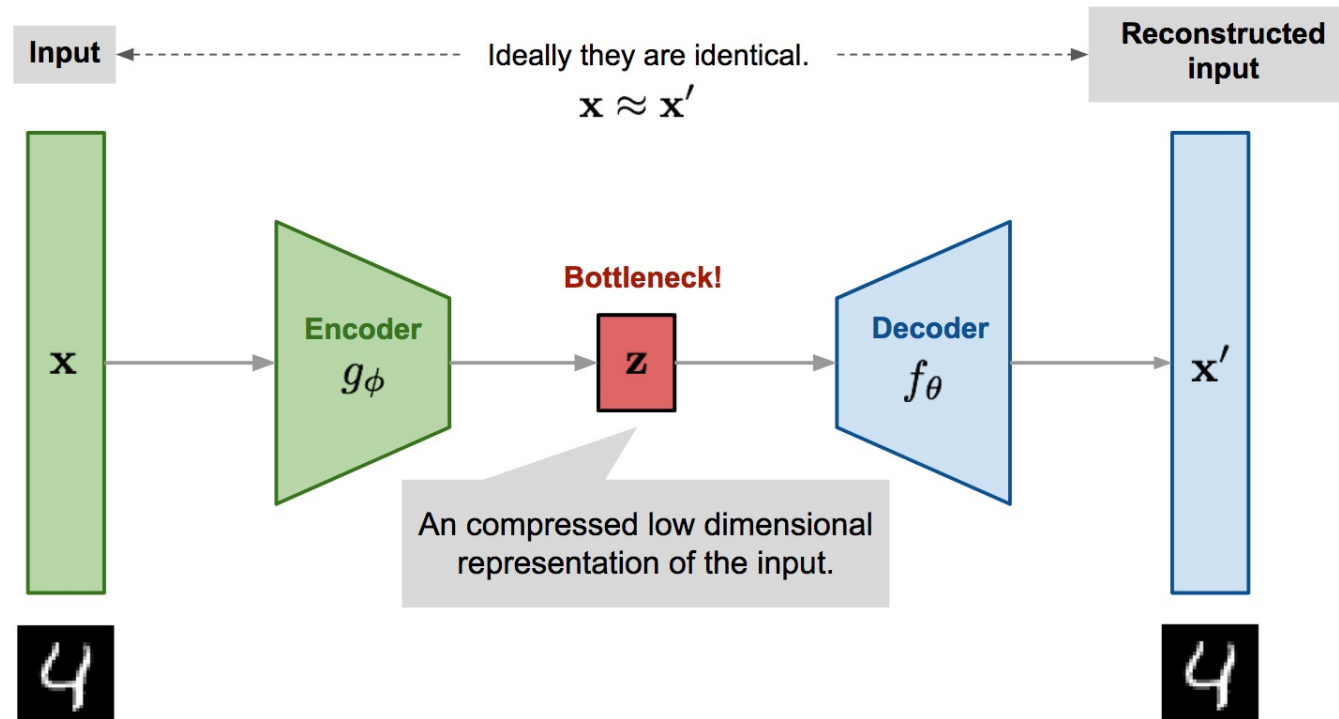 Input
Ideally they are identical.
Reconstructed
input
x ≈ x′
Bottleneck!
Encoder
Decoder
x
g_ϕ
z
f_θ
x′
An compressed low dimensional
representation of the input.
4
4